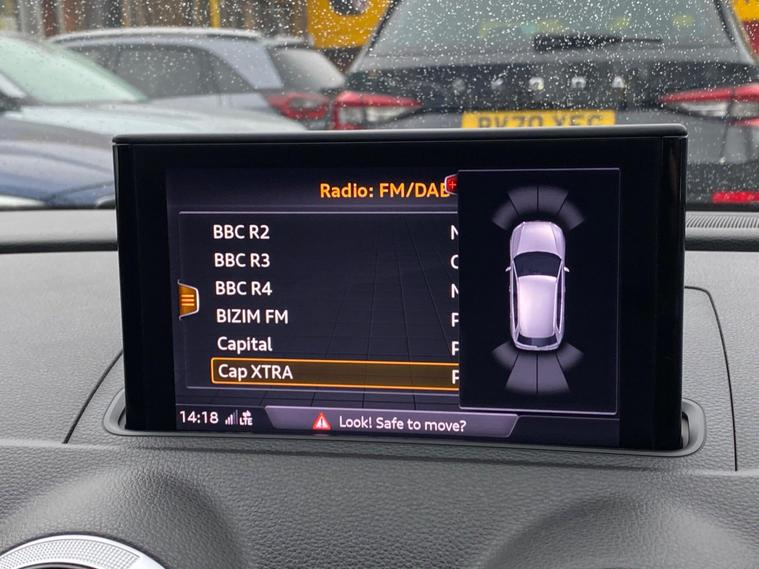 SKODA
Radio: FM/DAB
BBC R2
BBC R3
BBC R4
BIZIM FM
Capital
Cap XTRA
14:18 LTE
Look! Safe to move?